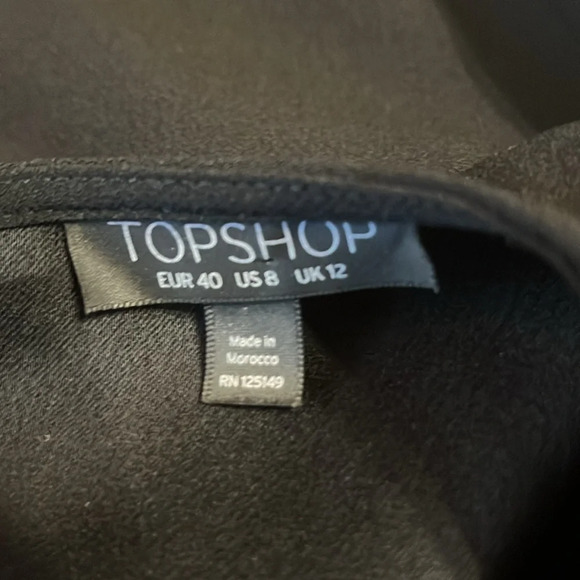 TOPSHOP
EUR 40 US 8 UK 12
Made in
Morocco
RN 125149